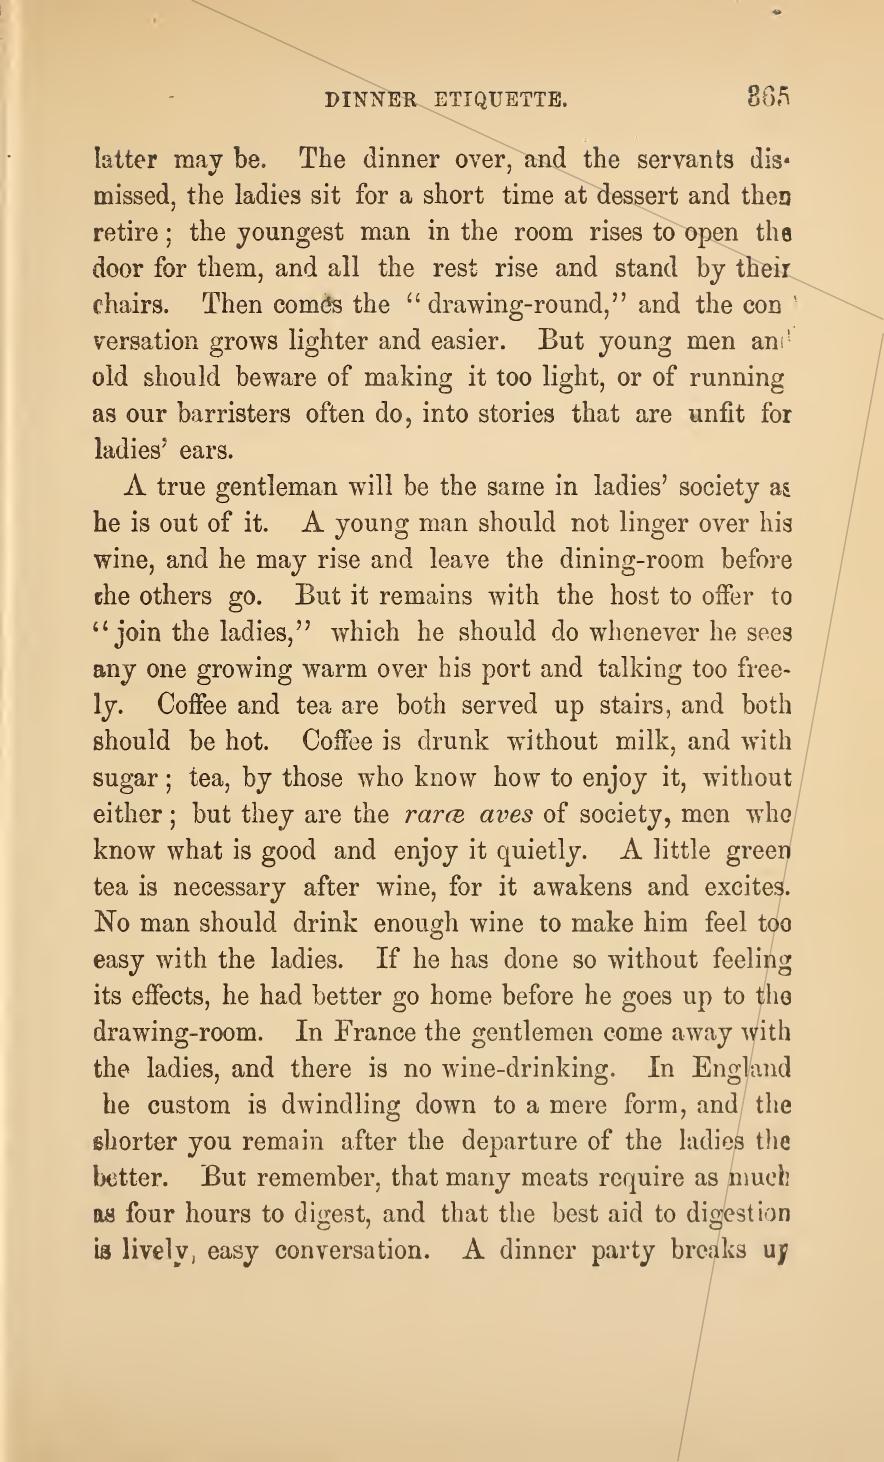 DINNER ETIQUETTE. 365
latter may be. The dinner over, and the servants dis-
missed, the ladies sit for a short time at dessert and then
retire; the youngest man in the room rises to open the
door for them, and all the rest rise and stand by their
chairs. Then comes the “drawing-round,” and the con
versation grows lighter and easier. But young men and
old should beware of making it too light, or of running
as our barristers often do, into stories that are unfit for
ladies’ ears.
A true gentleman will be the same in ladies’ society as
he is out of it. A young man should not linger over his
wine, and he may rise and leave the dining-room before
the others go. But it remains with the host to offer to
“join the ladies,” which he should do whenever he sees
any one growing warm over his port and talking too free-
ly. Coffee and tea are both served up stairs, and both
should be hot. Coffee is drunk without milk, and with
sugar; tea, by those who know how to enjoy it, without
either; but they are the raræ aves of society, men who
know what is good and enjoy it quietly. A little green
tea is necessary after wine, for it awakens and excites.
No man should drink enough wine to make him feel too
easy with the ladies. If he has done so without feeling
its effects, he had better go home before he goes up to the
drawing-room. In France the gentlemen come away with
the ladies, and there is no wine-drinking. In England
he custom is dwindling down to a mere form, and the
shorter you remain after the departure of the ladies the
better. But remember, that many meats require as much
as four hours to digest, and that the best aid to digestion
is lively, easy conversation. A dinner party breaks up